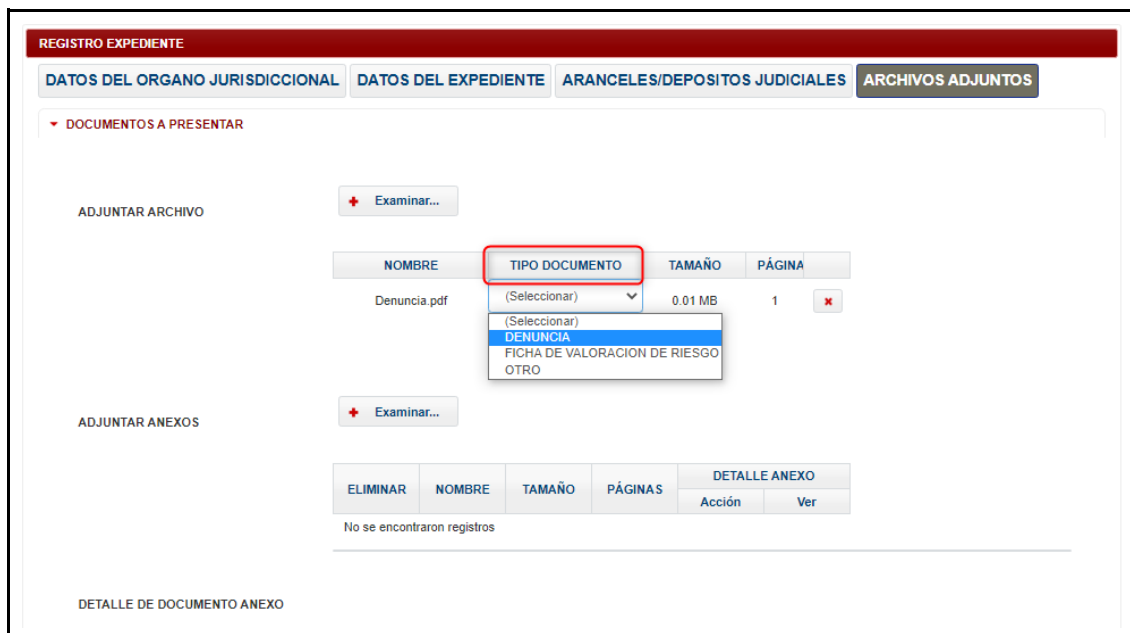 REGISTRO EXPEDIENTE
DATOS DEL ORGANO JURISDICCIONAL DATOS DEL EXPEDIENTE ARANCELES/DEPOSITOS JUDICIALES ARCHIVOS ADJUNTOS
DOCUMENTOS A PRESENTAR
ADJUNTAR ARCHIVO
Examinar...
NOMBRE TIPO DOCUMENTO TAMAÑO PÁGINA
Denuncia.pdf (Seleccionar) 0.01 MB 1
(Seleccionar)
DENUNCIA
FICHA DE VALORACION DE RIESGO
OTRO
ADJUNTAR ANEXOS
Examinar...
ELIMINAR NOMBRE TAMAÑO PÁGINAS DETALLE ANEXO
Acción Ver
No se encontraron registros
DETALLE DE DOCUMENTO ANEXO